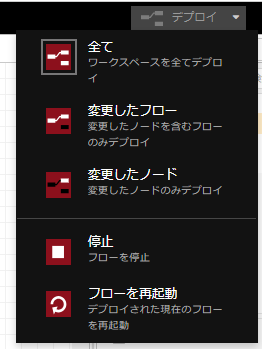 デプロイ
全て
ワークスペースを全てデプロ
イ
変更したフロー
変更したノードを含むフロー
のみデプロイ
変更したノード
変更したノードのみデプロイ
停止
フローを停止
フローを再起動
デプロイされた現在のフロー
を再起動